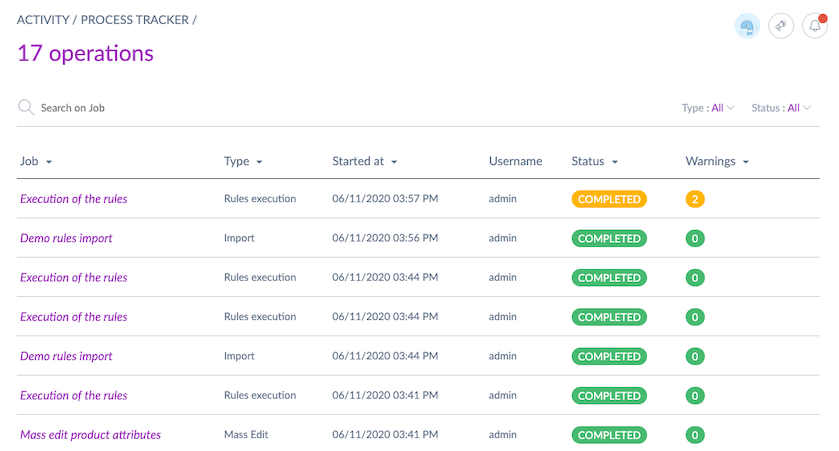 ACTIVITY / PROCESS TRACKER /
17 operations
Search on Job Type : All Status : All
Job Type Started at Username Status Warnings
Execution of the rules Rules execution 06/11/2020 03:57 PM admin COMPLETED 2
Demo rules import Import 06/11/2020 03:56 PM admin COMPLETED 0
Execution of the rules Rules execution 06/11/2020 03:44 PM admin COMPLETED 0
Execution of the rules Rules execution 06/11/2020 03:44 PM admin COMPLETED 0
Demo rules import Import 06/11/2020 03:44 PM admin COMPLETED 0
Execution of the rules Rules execution 06/11/2020 03:41 PM admin COMPLETED 0
Mass edit product attributes Mass Edit 06/11/2020 03:41 PM admin COMPLETED 0